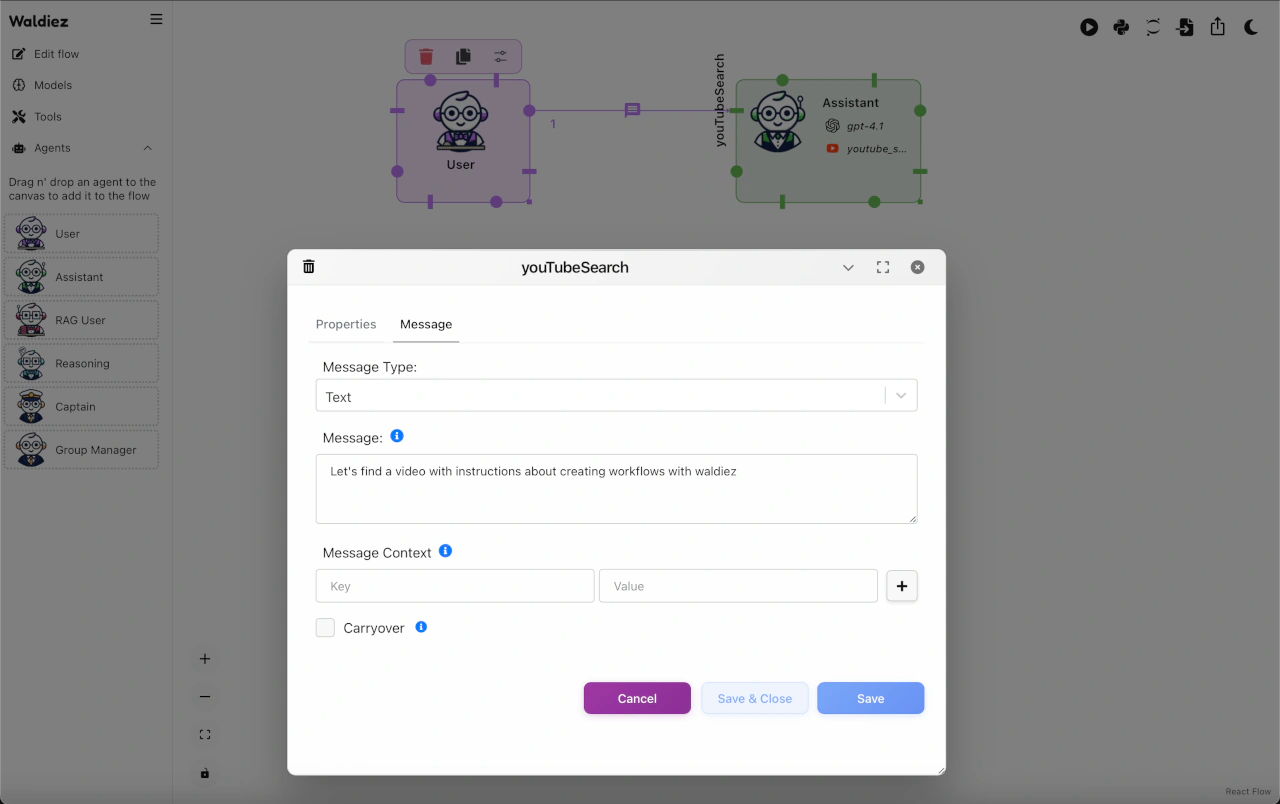 Waldiez
Edit flow
Models
Tools
Agents
Drag n' drop an agent to the
canvas to add it to the flow
User
Assistant
RAG User
Reasoning
Captain
Group Manager
User
1
youTubeSearch
Assistant
gpt-4.1
youtube_s...
youTubeSearch
Properties
Message
Message Type:
Text
Message:
Let's find a video with instructions about creating workflows with waldiez
Message Context
Key
Value
Carryover
Cancel
Save & Close
Save
React Flow